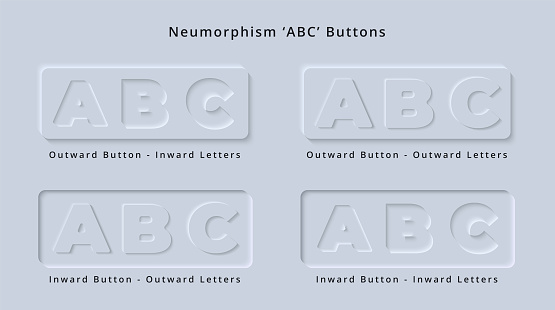 Neumorphism ‘ABC’ Buttons
ABC
ABC
Outward Button - Inward Letters
Outward Button - Outward Letters
ABC
ABC
Inward Button - Outward Letters
Inward Button - Inward Letters